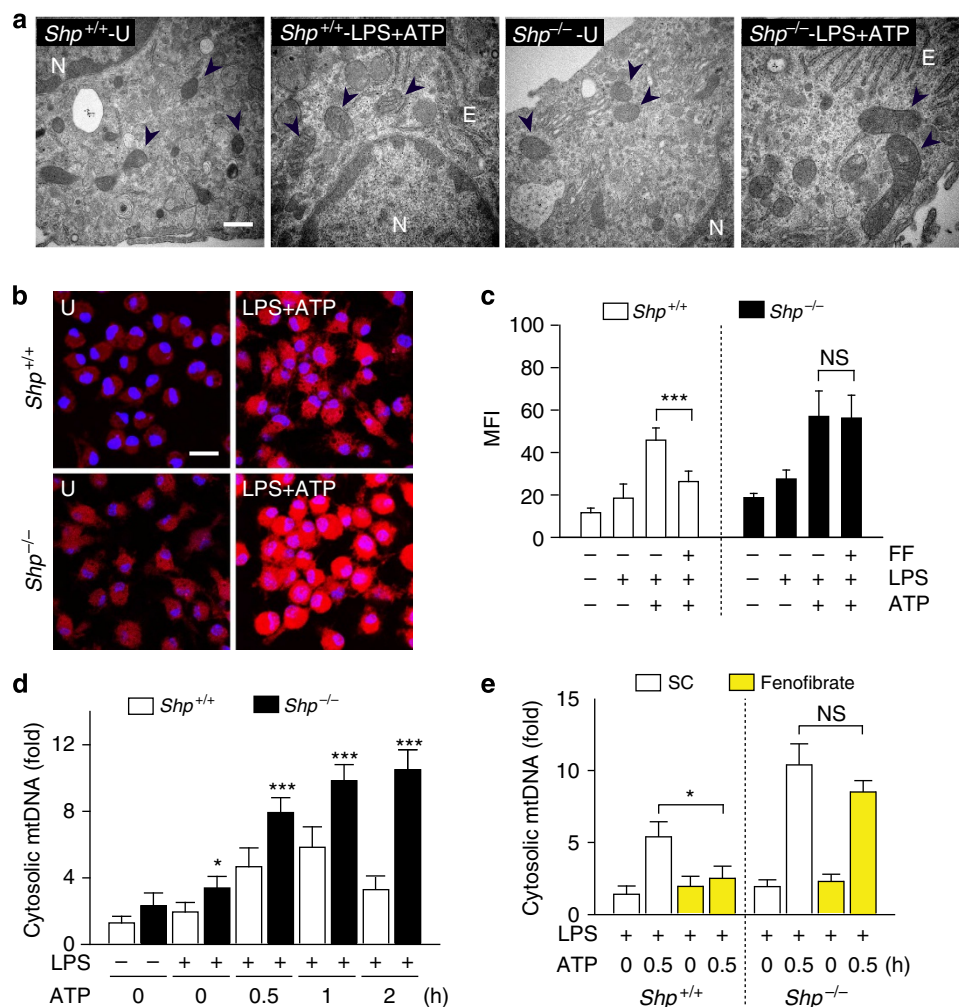 a
Shp+/+-U
Shp+/+-LPS+ATP
Shp−/−-U
Shp−/−-LPS+ATP
N
N
E
N
E
b
U
LPS+ATP
Shp+/+
U
LPS+ATP
Shp−/−
c
Shp+/+ Shp−/−
MFI
100
80
60
40
20
0
***
NS
− − − + − − − + FF
− + + + − + + + LPS
− − + + − − + + ATP
d
Shp+/+ Shp−/−
Cytosolic mtDNA (fold)
12
8
4
0
* *** *** ***
LPS − − + + + + + + + +
ATP 0 0 0.5 1 2 (h)
e
SC Fenofibrate
Cytosolic mtDNA (fold)
15
10
5
0
*
NS
LPS + + + + + + + +
ATP 0 0.5 0 0.5 0 0.5 0 0.5 (h)
Shp+/+ Shp−/−